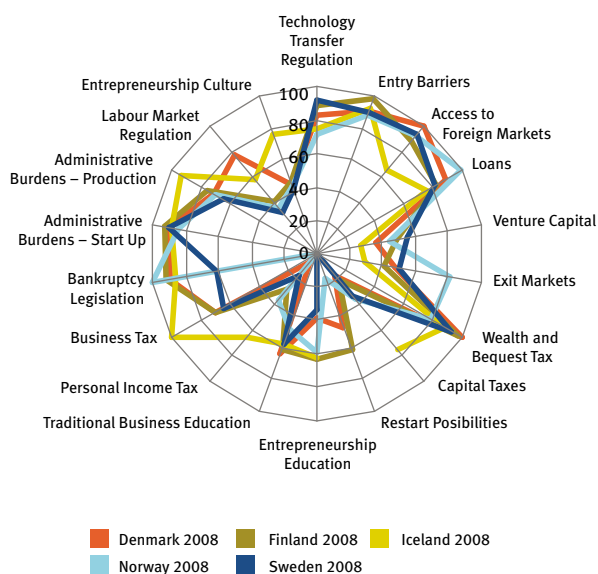 Technology
Transfer
Regulation
Entrepreneurship Culture
Entry Barriers
100
Labour Market
Regulation
Access to
Foreign Markets
80
Administrative
Burdens – Production
Loans
60
40
Administrative
Burdens – Start Up
Venture Capital
20
0
Bankruptcy
Legislation
Exit Markets
Business Tax
Wealth and
Bequest Tax
Personal Income Tax
Capital Taxes
Traditional Business Education
Restart Posibilities
Entrepreneurship
Education
Denmark 2008
Finland 2008
Iceland 2008
Norway 2008
Sweden 2008